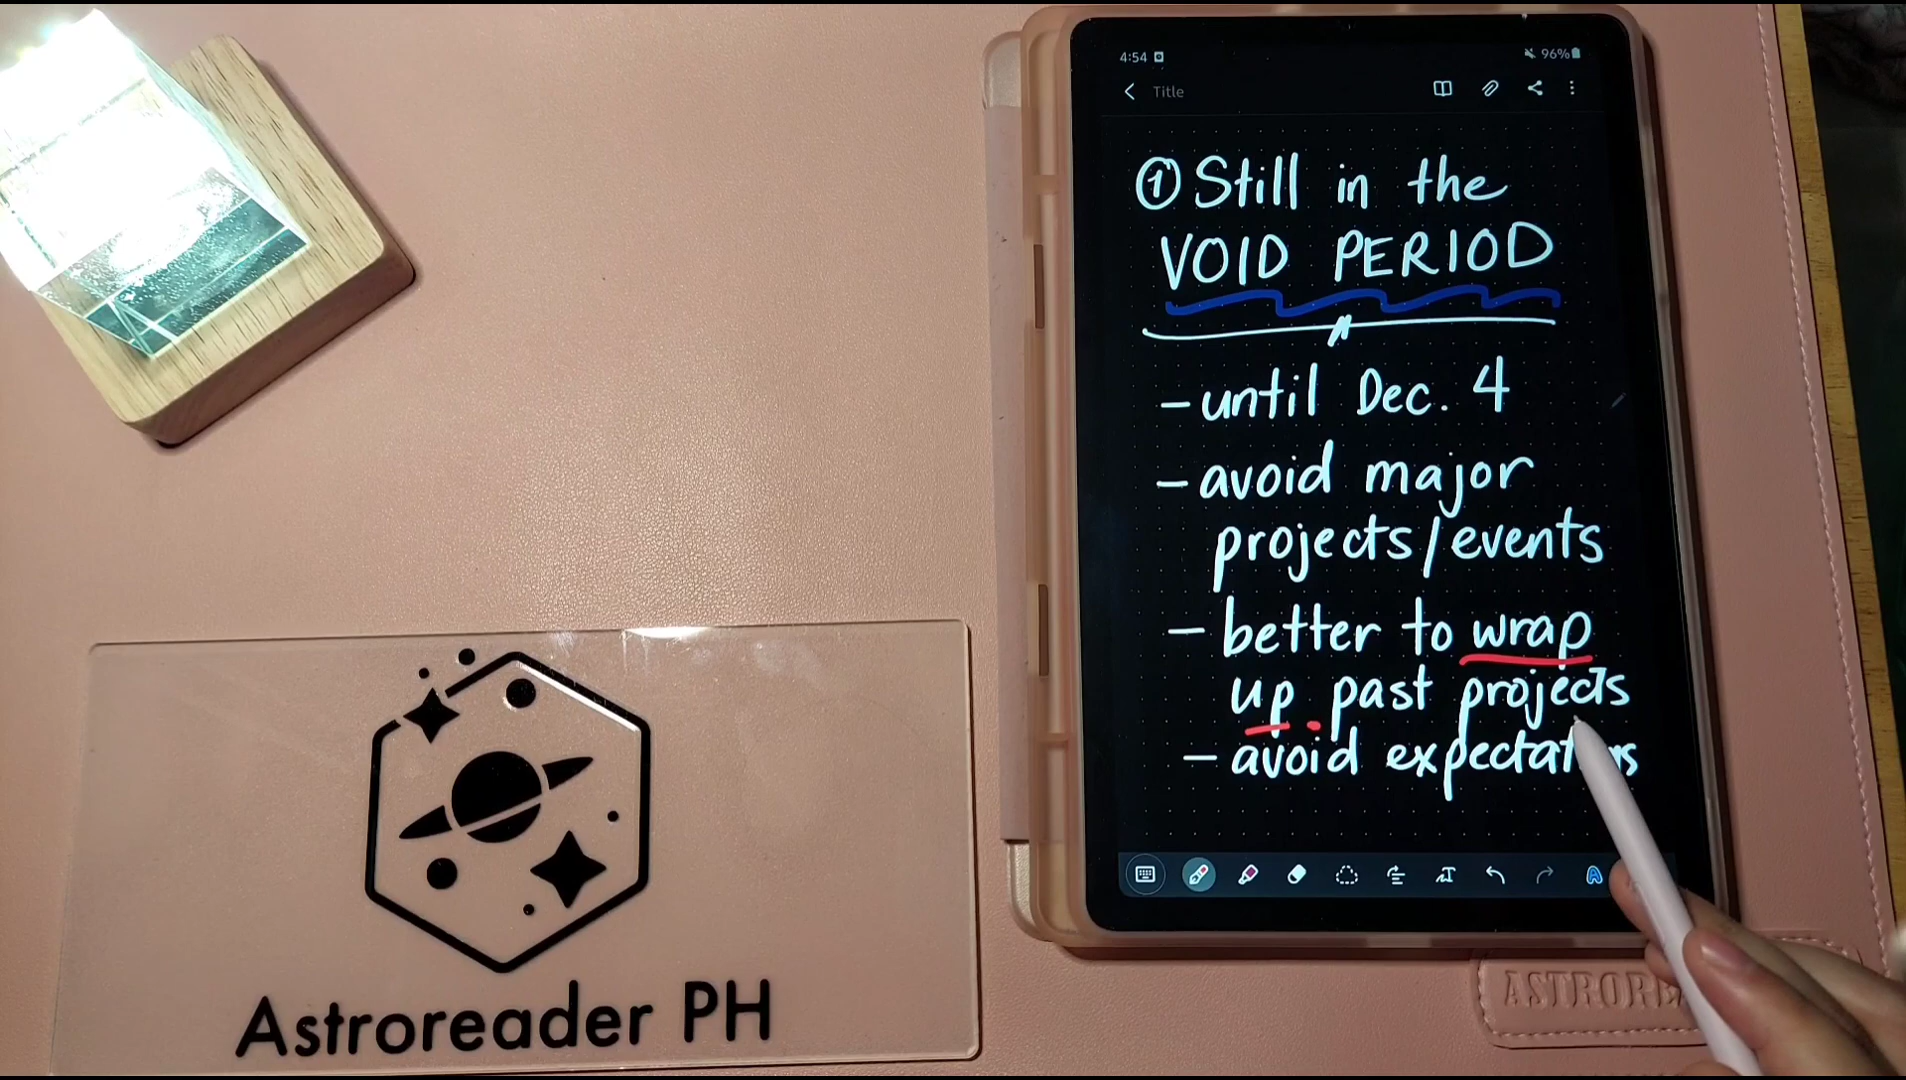 4:54
96%
Title
① Still in the
VOID PERIOD
– until Dec. 4
– avoid major
projects/events
– better to wrap
up past projects
– avoid
Astroreader PH